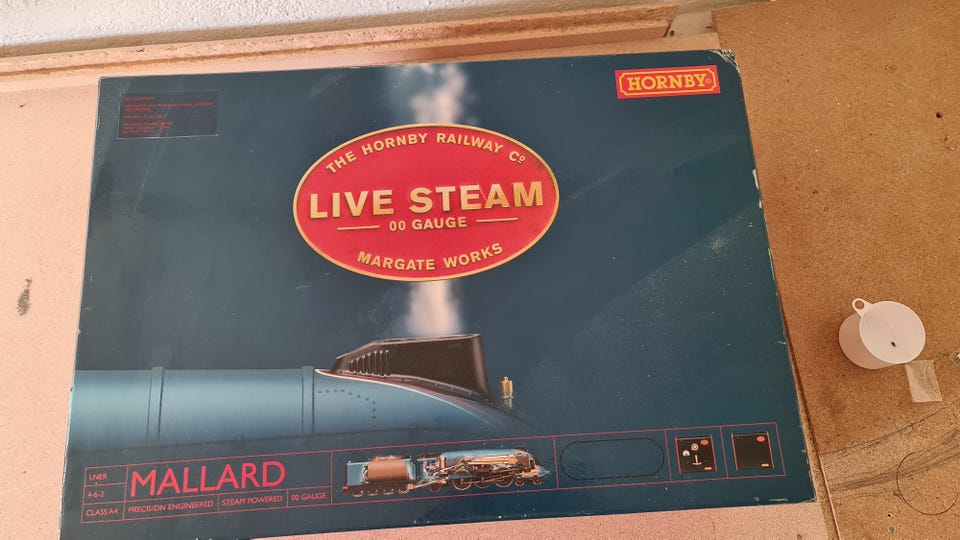 HORNBY
THE HORNBY RAILWAY Cº
LIVE STEAM
00 GAUGE
MARGATE WORKS
LNER
4-6-2
CLASS A4
MALLARD
PRECISION ENGINEERED
STEAM POWERED
00 GAUGE